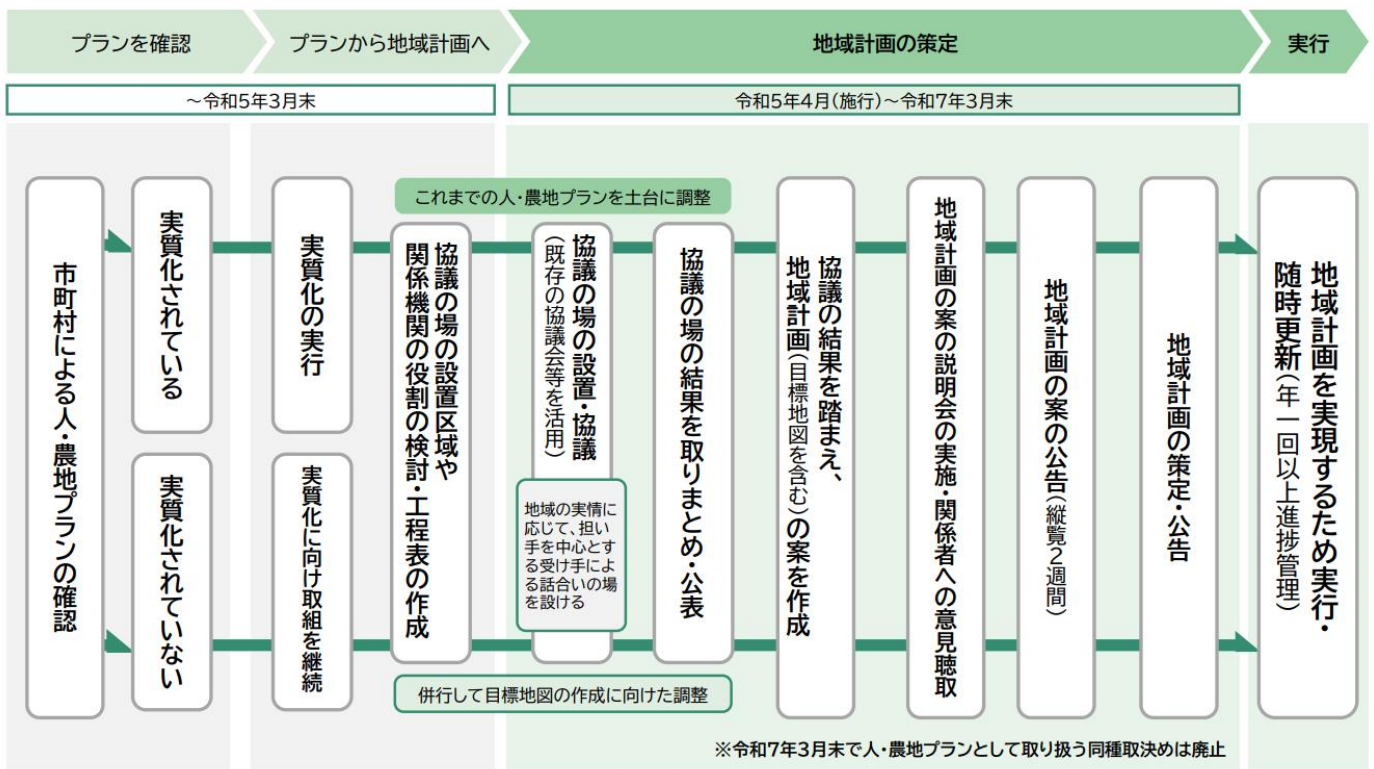 プランを確認
プランから地域計画へ
地域計画の策定
実行
～令和5年3月末
令和5年4月(施行)～令和7年3月末
市町村による人・農地プランの確認
実質化されている
実質化されていない
実質化の実行
実質化に向け取組を継続
これまでの人・農地プランを土台に調整
協議の場の設置区域や
関係機関の役割の検討・工程表の作成
協議の場の設置・協議
(既存の協議会等を活用)
地域の実情に
応じて、担い
手を中心とす
る受け手によ
る話合いの場
を設ける
協議の場の結果を取りまとめ・公表
併行して目標地図の作成に向けた調整
協議の結果を踏まえ、
地域計画(目標地図を含む)の案を作成
地域計画の案の説明会の実施・関係者への意見聴取
地域計画の案の公告(縦覧2週間)
地域計画の策定・公告
地域計画を実現するため実行・
随時更新(年一回以上進捗管理)
※令和7年3月末で人・農地プランとして取り扱う同種取決めは廃止